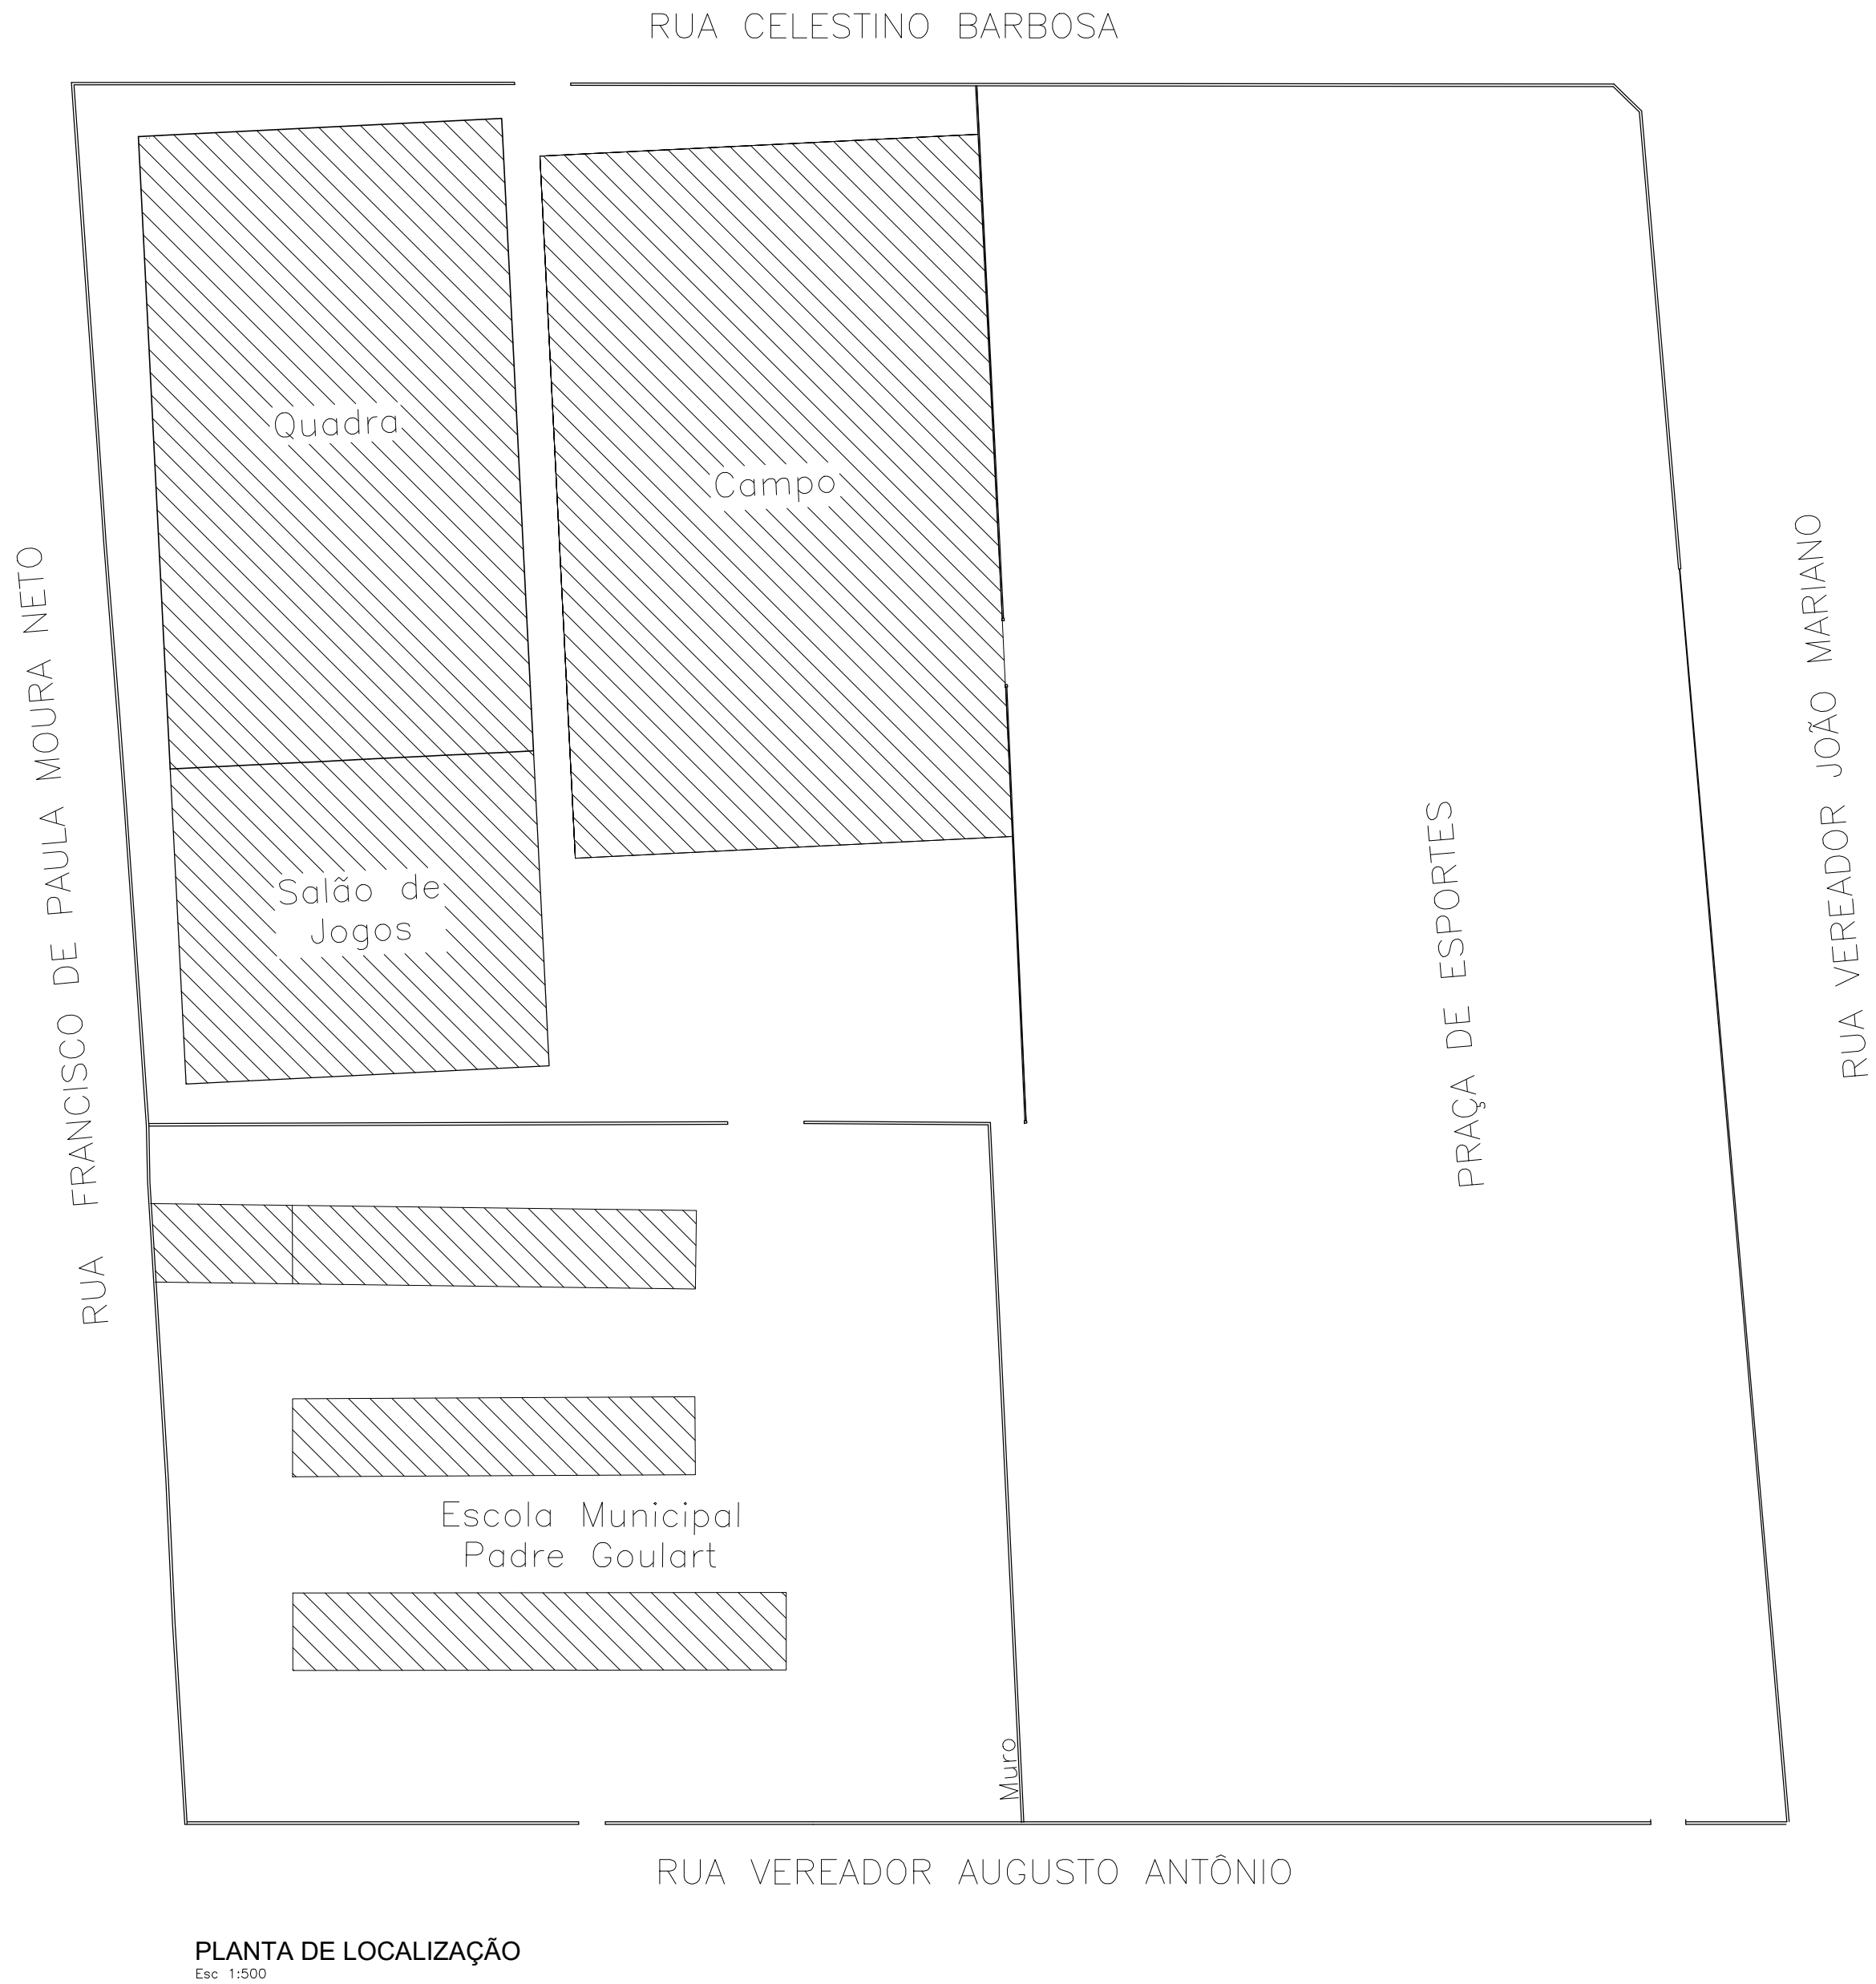 RUA CELESTINO BARBOSA
Quadra
Campo
RUA FRANCISCO DE PAULA MOURA NETO
RUA VEREADOR JOÃO MARIANO
PRAÇA DE ESPORTES
Salão de
Jogos
Escola Municipal
Padre Goulart
Muro
RUA VEREADOR AUGUSTO ANTÔNIO
PLANTA DE LOCALIZAÇÃO
Esc 1:500